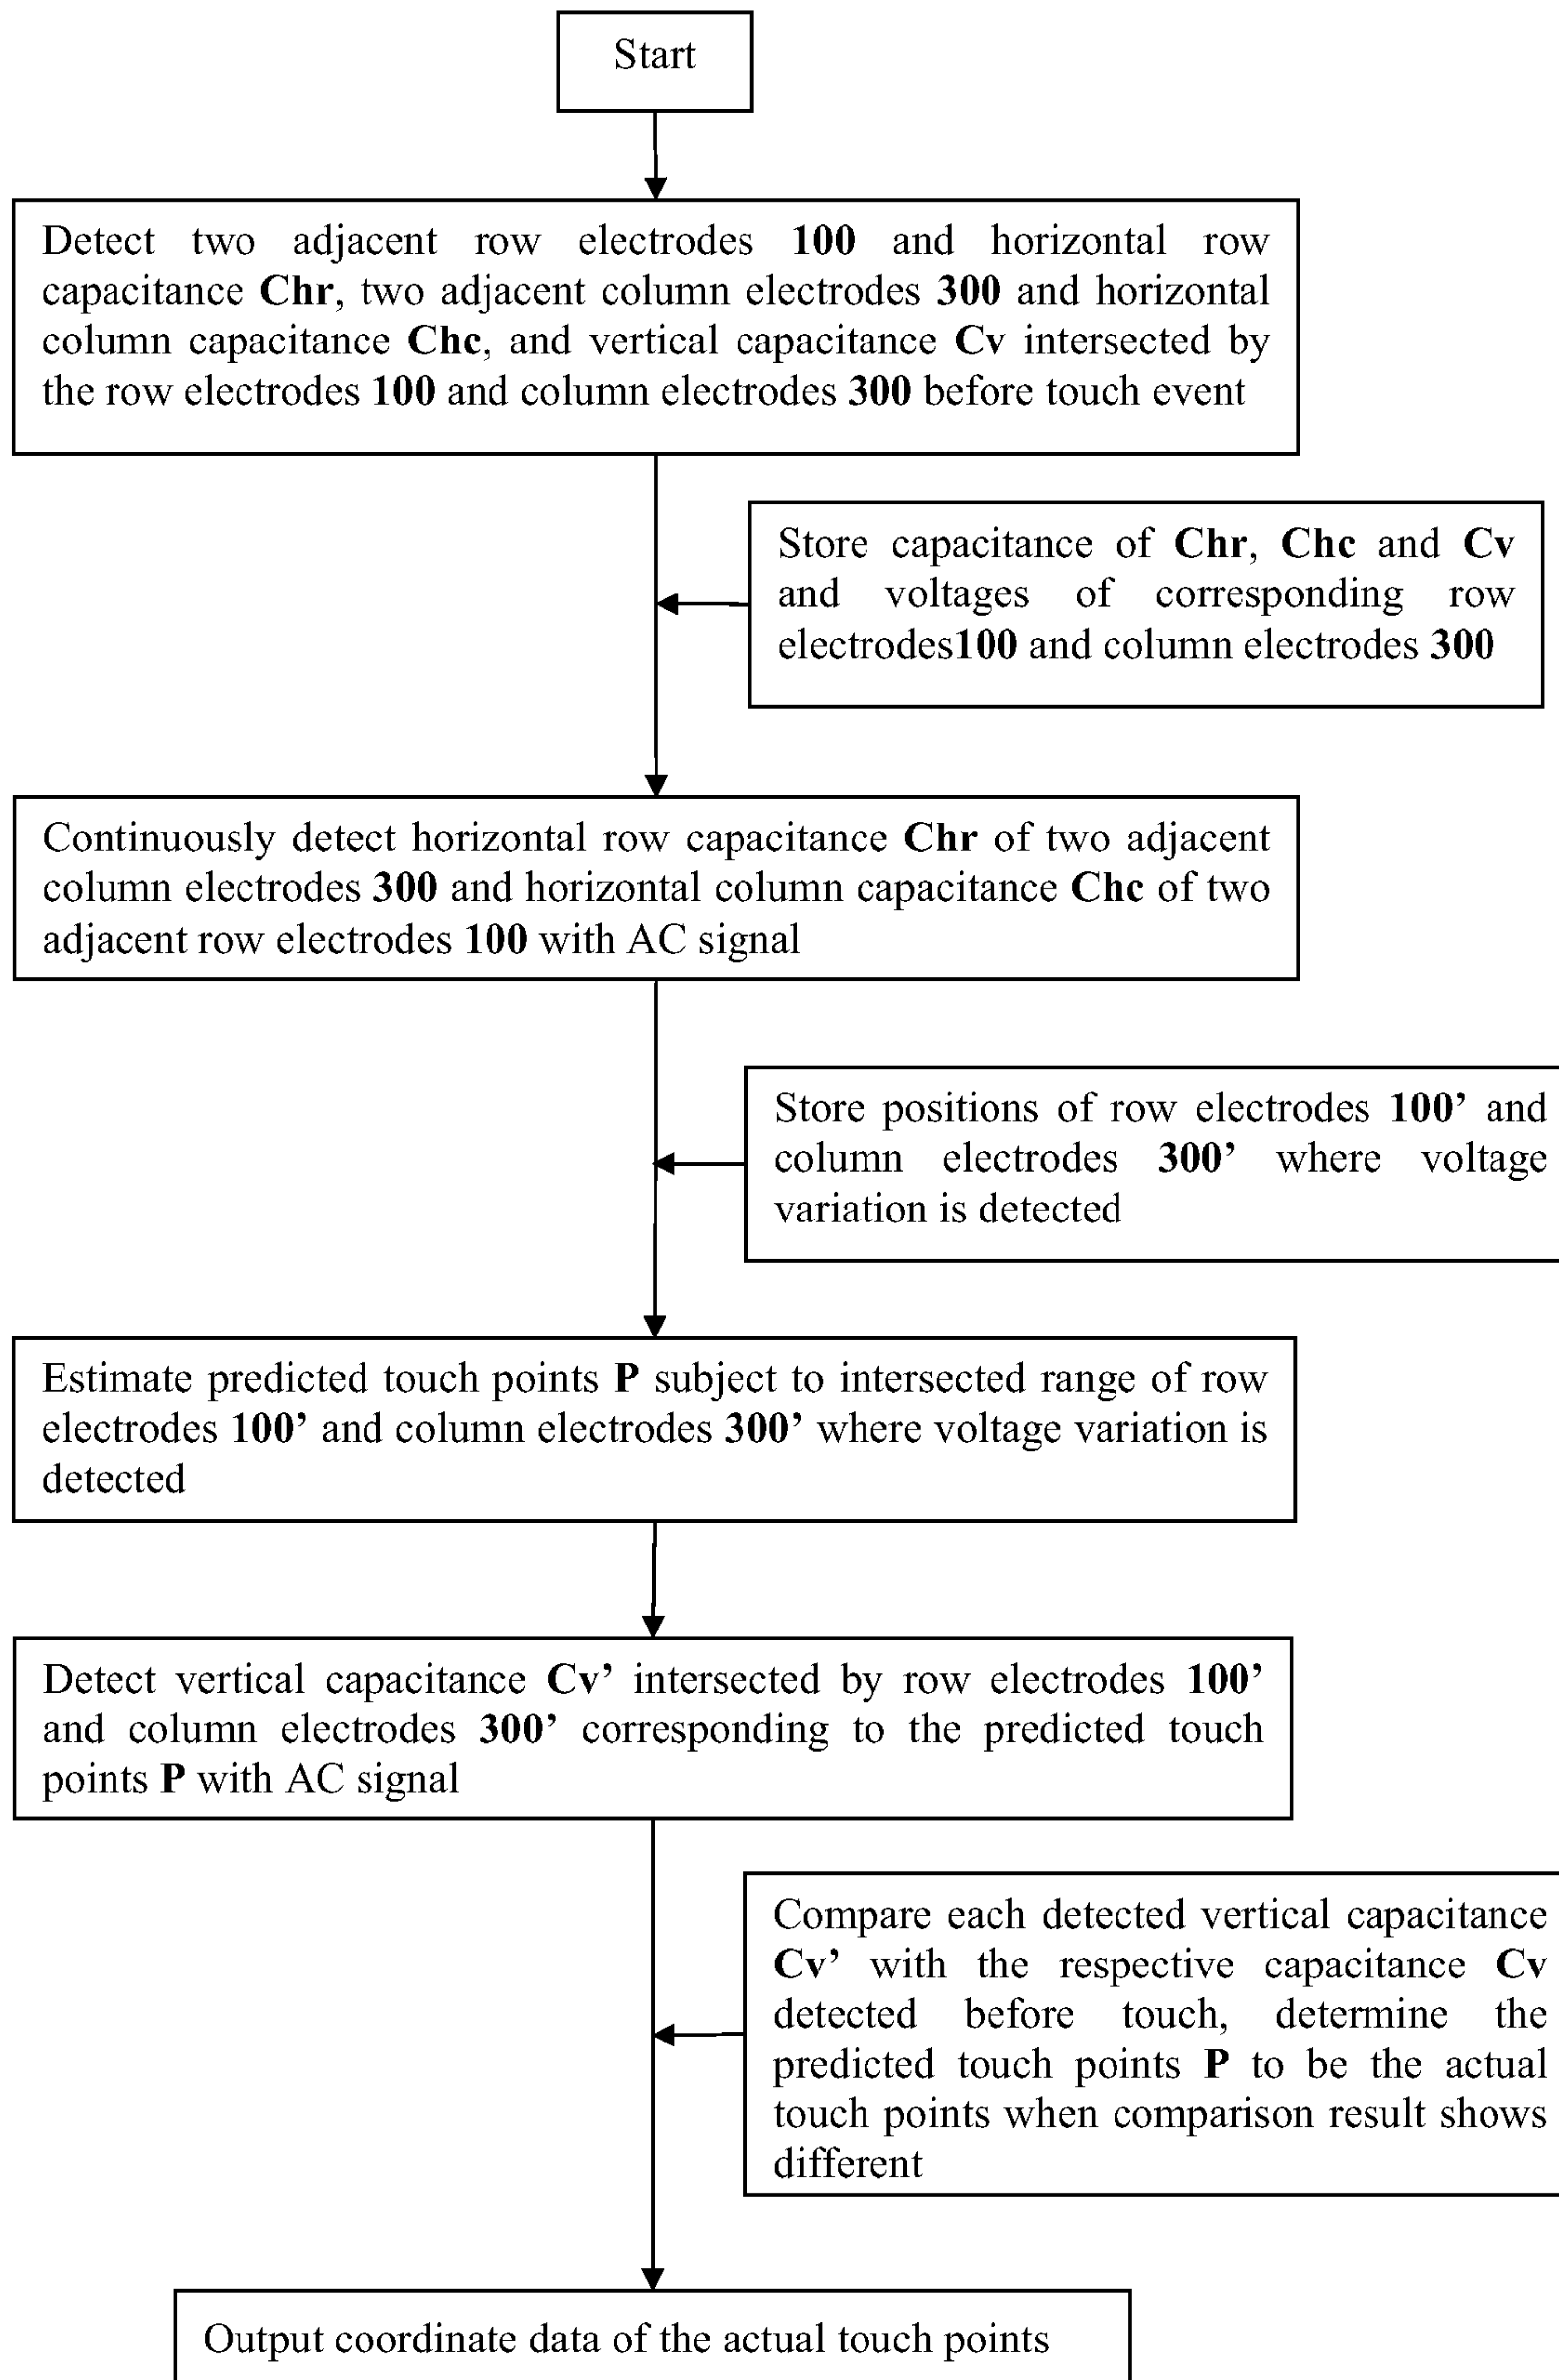 Start
Detect two adjacent row electrodes 100 and horizontal row
capacitance Chr, two adjacent column electrodes 300 and horizontal
column capacitance Chc, and vertical capacitance Cv intersected by
the row electrodes 100 and column electrodes 300 before touch event
Store capacitance of Chr, Chc and Cv
and voltages of corresponding row
electrodes100 and column electrodes 300
Continuously detect horizontal row capacitance Chr of two adjacent
column electrodes 300 and horizontal column capacitance Chc of two
adjacent row electrodes 100 with AC signal
Store positions of row electrodes 100’ and
column electrodes 300’ where voltage
variation is detected
Estimate predicted touch points P subject to intersected range of row
electrodes 100’ and column electrodes 300’ where voltage variation is
detected
Detect vertical capacitance Cv’ intersected by row electrodes 100’
and column electrodes 300’ corresponding to the predicted touch
points P with AC signal
Compare each detected vertical capacitance
Cv’ with the respective capacitance Cv
detected before touch, determine the
predicted touch points P to be the actual
touch points when comparison result shows
different
Output coordinate data of the actual touch points